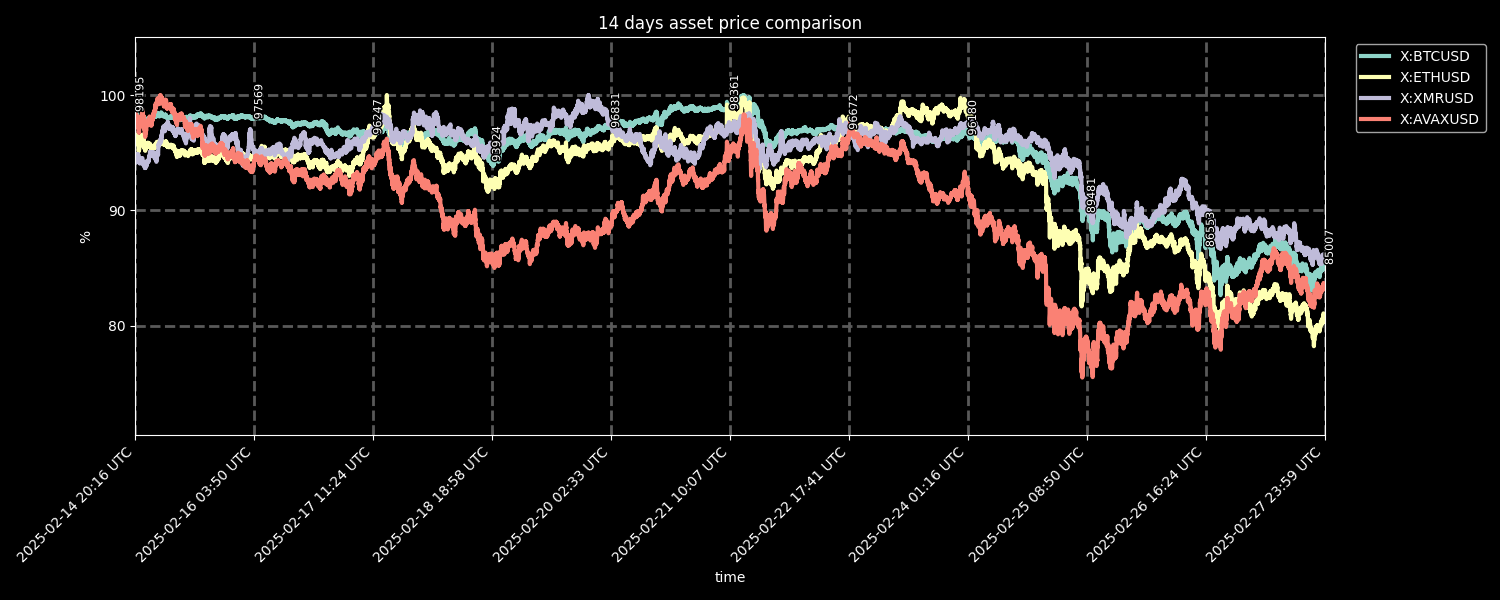 14 days asset price comparison
X:BTCUSD
X:ETHUSD
X:XMRUSD
X:AVAXUSD
100
90
80
%
98195
97569
96247
93924
96831
98361
96672
96180
89481
86553
85007
2025-02-14 20:16 UTC
2025-02-16 03:50 UTC
2025-02-17 11:24 UTC
2025-02-18 18:58 UTC
2025-02-20 02:33 UTC
2025-02-21 10:07 UTC
2025-02-22 17:41 UTC
2025-02-24 01:16 UTC
2025-02-25 08:50 UTC
2025-02-26 16:24 UTC
2025-02-27 23:59 UTC
time